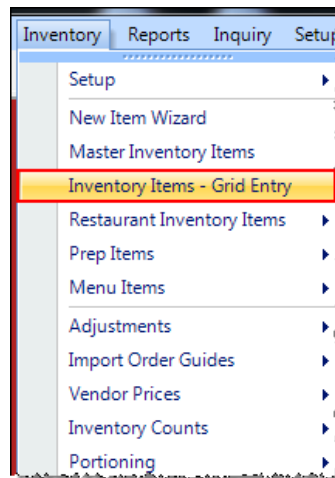 Inventory Reports Inquiry Setup
Setup
New Item Wizard
Master Inventory Items
Inventory Items - Grid Entry
Restaurant Inventory Items
Prep Items
Menu Items
Adjustments
Import Order Guides
Vendor Prices
Inventory Counts
Portioning